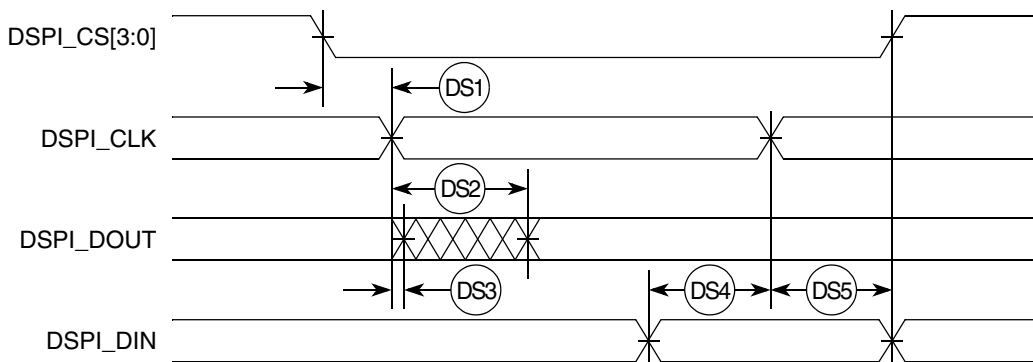 DSPI_CS[3:0]
DS1
DSPI_CLK
DS2
DSPI_DOUT
DS3
DS4
DS5
DSPI_DIN